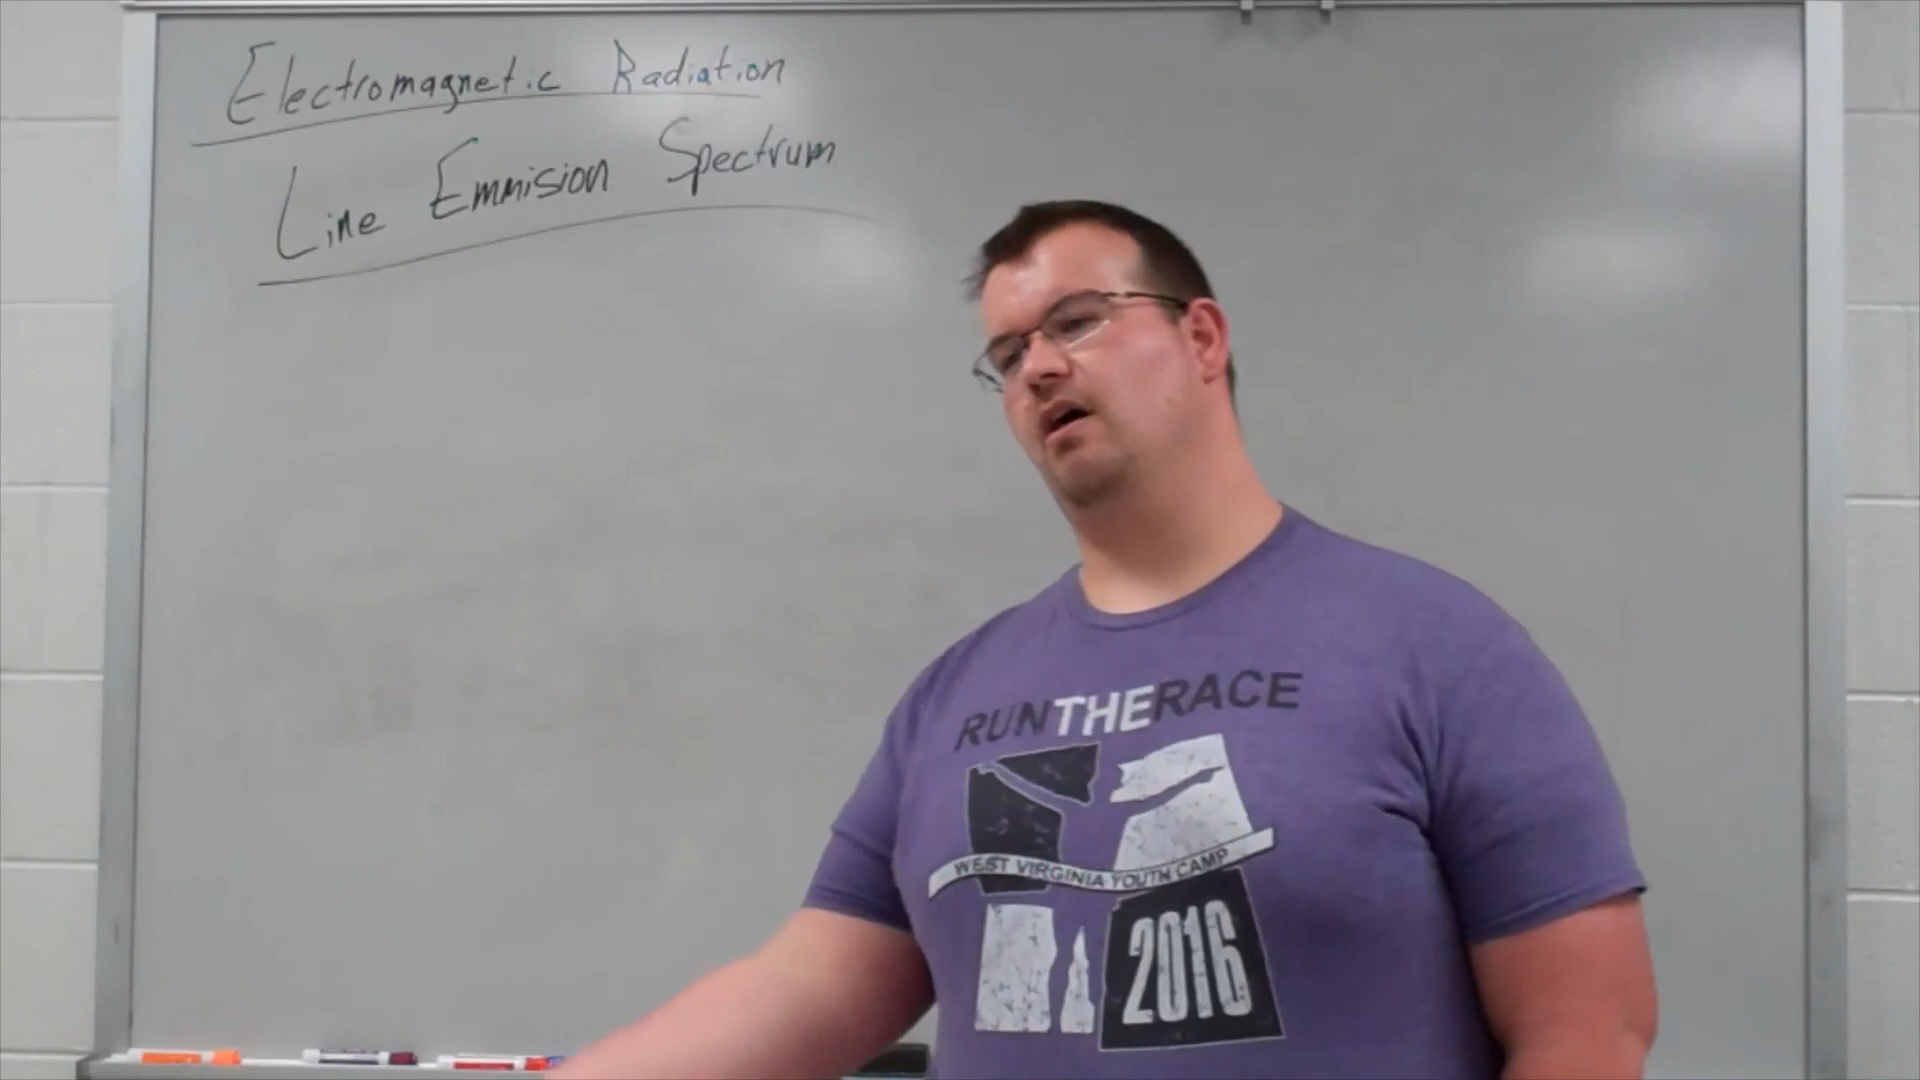 Electromagnetic Radiation
Line Emmision Spectrum
RUNTHERACE
WEST VIRGINIA YOUTH CAMP
2016